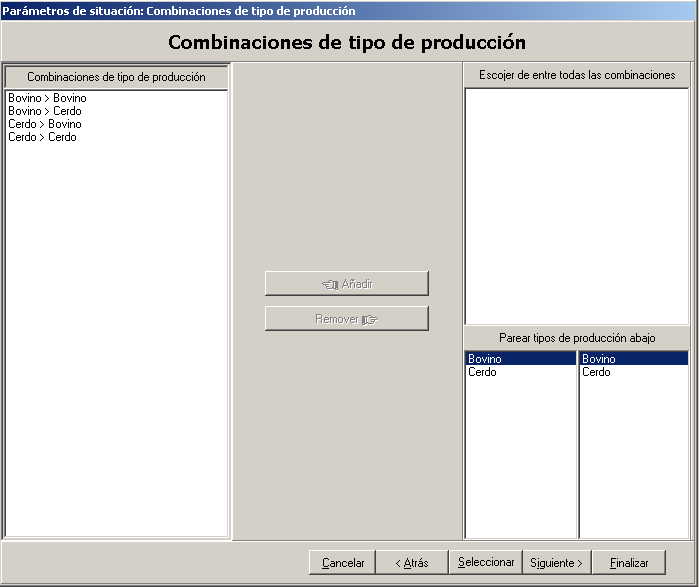 Parámetros de situación: Combinaciones de tipo de producción
Combinaciones de tipo de producción
Combinaciones de tipo de producción
Bovino > Bovino
Bovino > Cerdo
Cerdo > Bovino
Cerdo > Cerdo
Añadir
Remover
Escojer de entre todas las combinaciones
Parear tipos de producción abajo
Bovino Bovino
Cerdo Cerdo
Cancelar < Atrás Seleccionar Siguiente > Finalizar